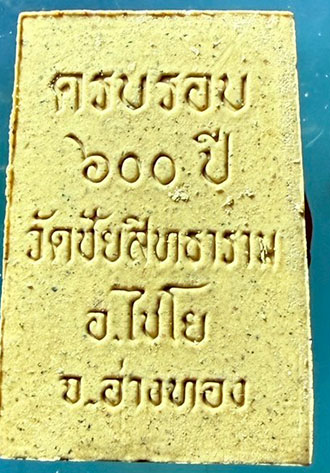 ครบรอบ
๖๐๐ ปี
วัดชัยสิทธาราม
อ.ไชโย
จ.อ่างทอง